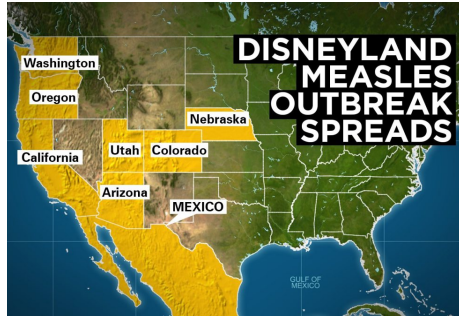 DISNEYLAND
MEASLES
OUTBREAK
SPREADS
Washington
Oregon
Nebraska
California
Utah
Colorado
Arizona
MEXICO
GULF OF
MEXICO